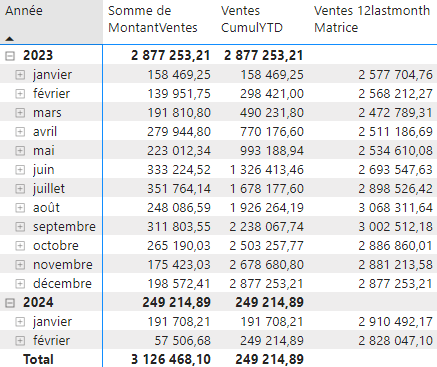 Année Somme de MontantVentes Ventes CumulYTD Ventes 12lastmonth Matrice
2023 2 877 253,21 2 877 253,21
janvier 158 469,25 158 469,25 2 577 704,76
février 139 951,75 298 421,00 2 568 212,27
mars 191 810,80 490 231,80 2 472 789,31
avril 279 944,80 770 176,60 2 511 186,69
mai 223 012,34 993 188,94 2 534 610,08
juin 333 224,52 1 326 413,46 2 693 547,63
juillet 351 764,14 1 678 177,60 2 898 526,42
août 248 086,59 1 926 264,19 3 068 311,64
septembre 311 803,55 2 238 067,74 3 002 512,18
octobre 265 190,03 2 503 257,77 2 886 860,01
novembre 175 423,03 2 678 680,80 2 881 213,58
décembre 198 572,41 2 877 253,21 2 877 253,21
2024 249 214,89 249 214,89
janvier 191 708,21 191 708,21 2 910 492,17
février 57 506,68 249 214,89 2 828 047,10
Total 3 126 468,10 249 214,89